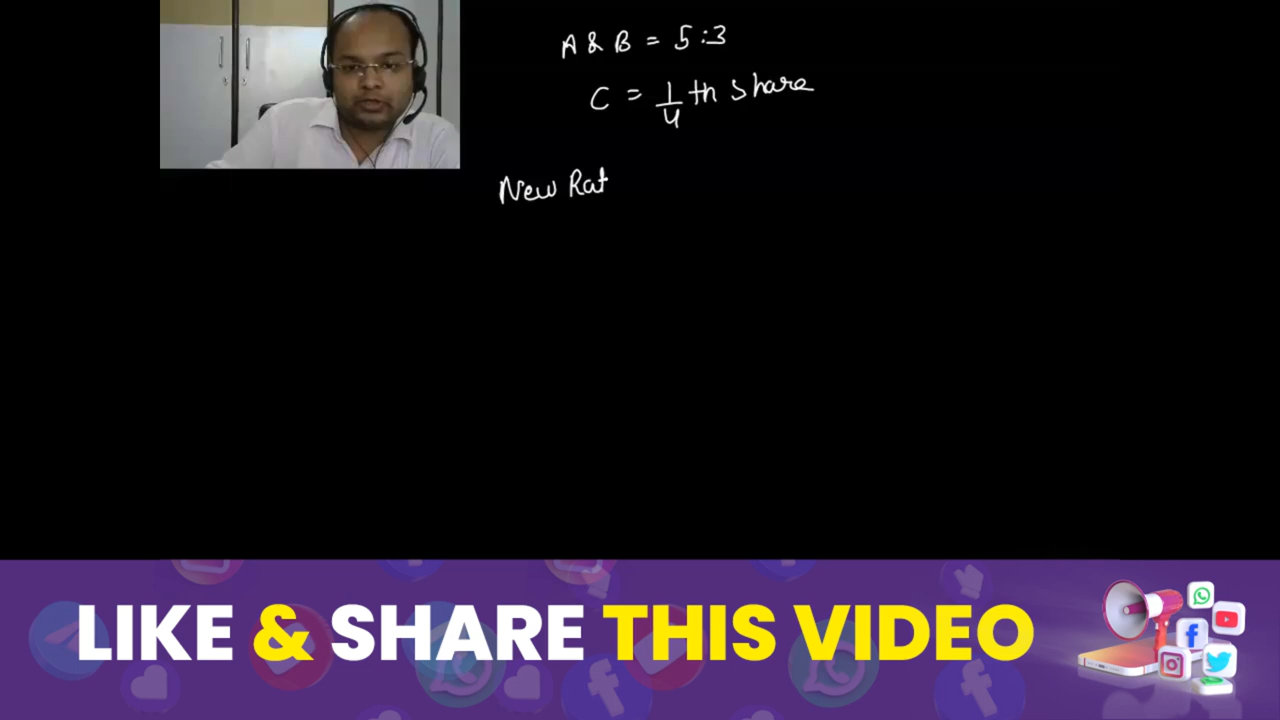 A & B = 5:3
C = 1/4 th share
New Rat
LIKE & SHARE THIS VIDEO